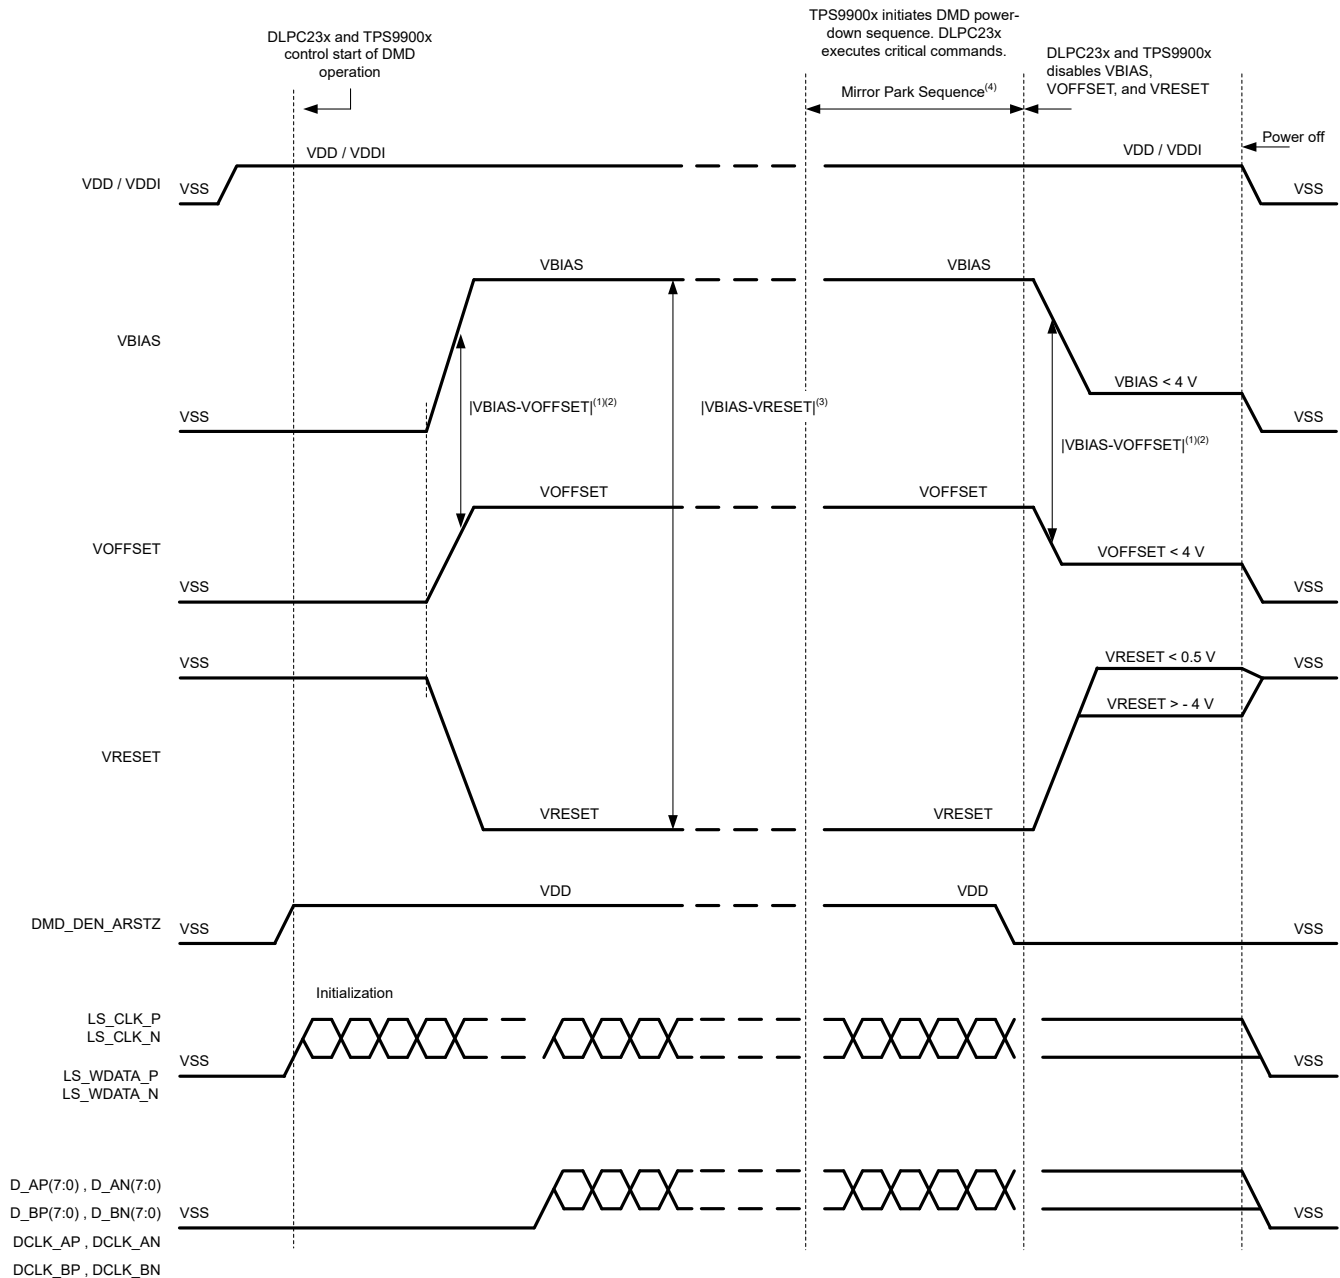 TPS9900x initiates DMD power-
down sequence. DLPC23x
executes critical commands.
DLPC23x and TPS9900x
control start of DMD
operation
DLPC23x and TPS9900x
disables VBIAS,
VOFFSET, and VRESET
Mirror Park Sequence(4)
Power off
VDD / VDDI
VDD / VDDI
VDD / VDDI
VSS
VSS
VBIAS
VBIAS
VBIAS
VBIAS < 4 V
|VBIAS-VOFFSET|(1)(2)
|VBIAS-VRESET|(3)
VSS
VSS
|VBIAS-VOFFSET|(1)(2)
VOFFSET
VOFFSET
VOFFSET
VOFFSET < 4 V
VSS
VSS
VSS
VRESET < 0.5 V
VSS
VRESET > - 4 V
VRESET
VRESET
VRESET
VDD
VDD
DMD_DEN_ARSTZ
VSS
VSS
Initialization
LS_CLK_P
LS_CLK_N
VSS
VSS
LS_WDATA_P
LS_WDATA_N
D_AP(7:0) , D_AN(7:0)
D_BP(7:0) , D_BN(7:0)
VSS
VSS
DCLK_AP , DCLK_AN
DCLK_BP , DCLK_BN